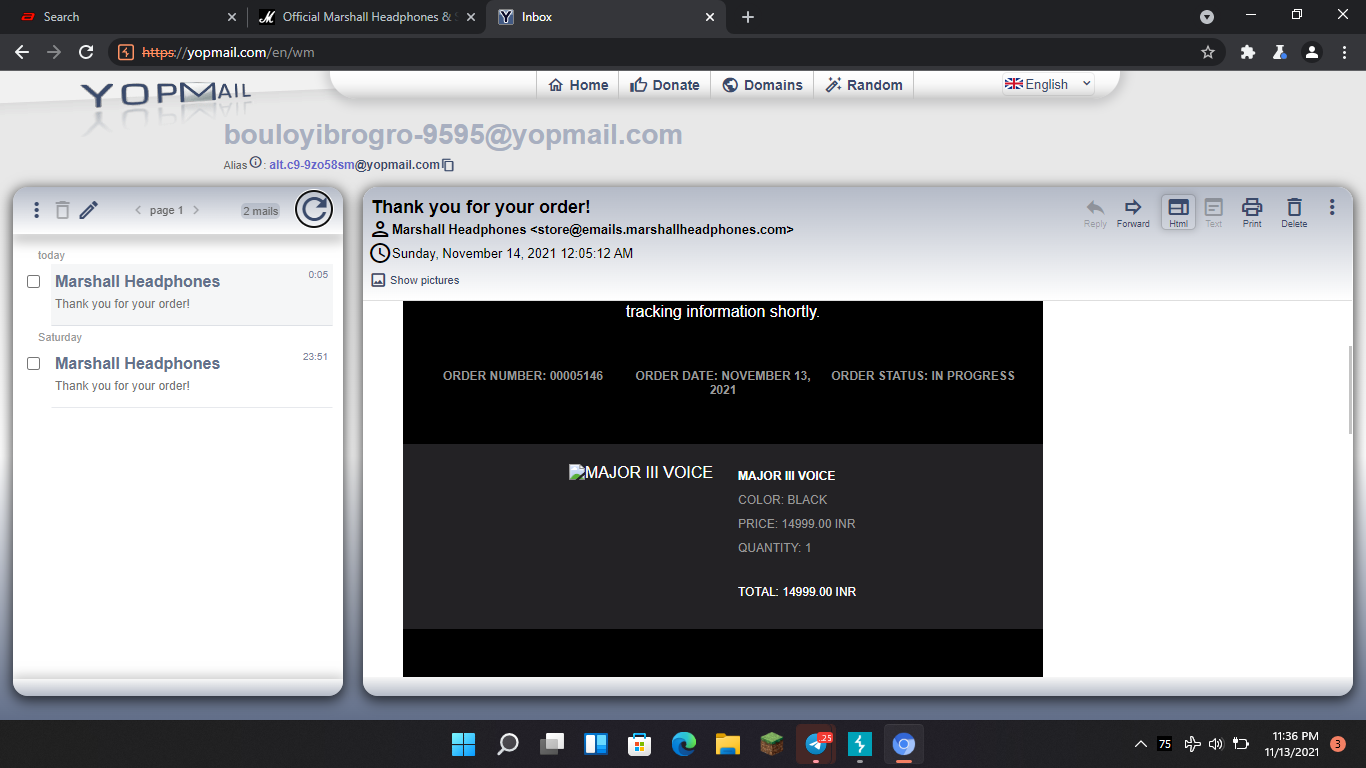 Search
Official Marshall Headphones & S
Inbox
https://yopmail.com/en/wm
YOPMAIL
Home
Donate
Domains
Random
English
bouloyibrogro-9595@yopmail.com
Alias : alt.c9-9zo58sm@yopmail.com
page 1
2 mails
today
Marshall Headphones
0:05
Thank you for your order!
Saturday
Marshall Headphones
23:51
Thank you for your order!
Thank you for your order!
Marshall Headphones <store@emails.marshallheadphones.com>
Sunday, November 14, 2021 12:05:12 AM
Show pictures
Reply
Forward
Html
Text
Print
Delete
tracking information shortly.
ORDER NUMBER: 00005146
ORDER DATE: NOVEMBER 13,
2021
ORDER STATUS: IN PROGRESS
MAJOR III VOICE
MAJOR III VOICE
COLOR: BLACK
PRICE: 14999.00 INR
QUANTITY: 1
TOTAL: 14999.00 INR
25
75
11:36 PM
11/13/2021
3